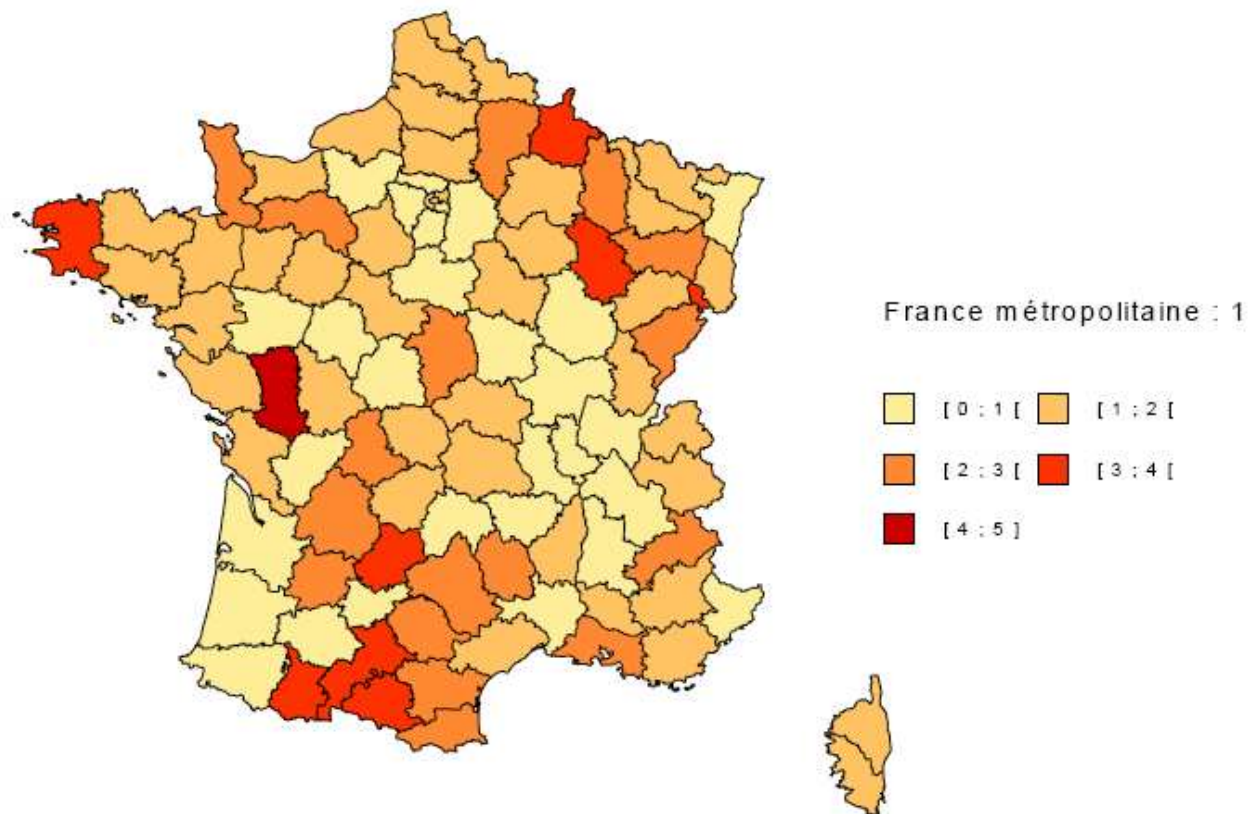 France métropolitaine : 1
[ 0 ; 1 [ [ 1 ; 2 [
[ 2 ; 3 [ [ 3 ; 4 [
[ 4 ; 5 ]